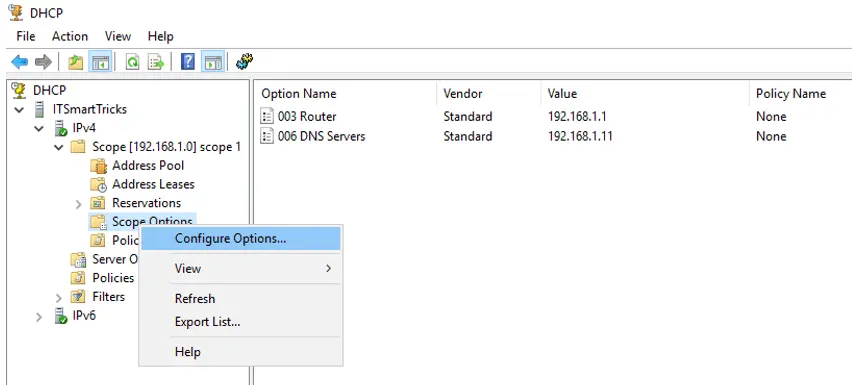 DHCP
File Action View Help
DHCP
ITSmartTricks
IPv4
Scope [192.168.1.0] scope 1
Address Pool
Address Leases
Reservations
Scope Options
Polic
Server O
Policies
Filters
IPv6
Configure Options...
View
Refresh
Export List...
Help
Option Name Vendor Value Policy Name
003 Router Standard 192.168.1.1 None
006 DNS Servers Standard 192.168.1.11 None